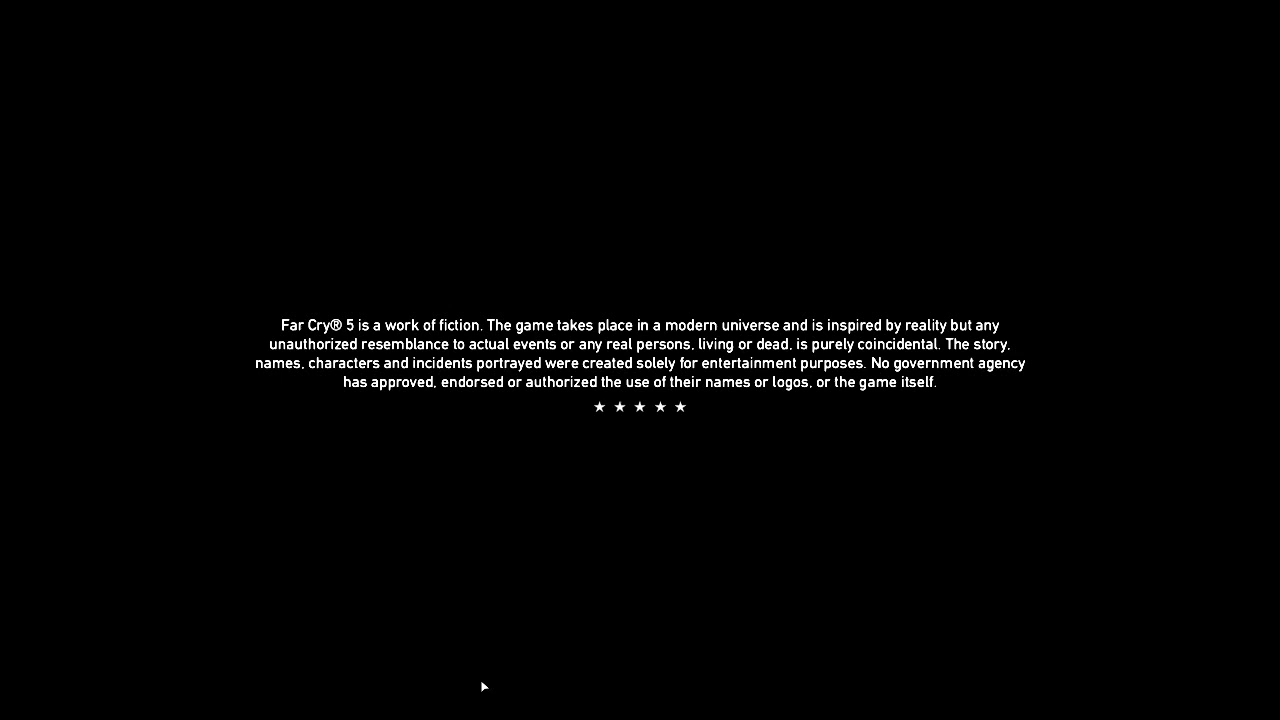 Far Cry® 5 is a work of fiction. The game takes place in a modern universe and is inspired by reality but any
unauthorized resemblance to actual events or any real persons, living or dead, is purely coincidental. The story,
names, characters and incidents portrayed were created solely for entertainment purposes. No government agency
has approved, endorsed or authorized the use of their names or logos, or the game itself.
★ ★ ★ ★ ★